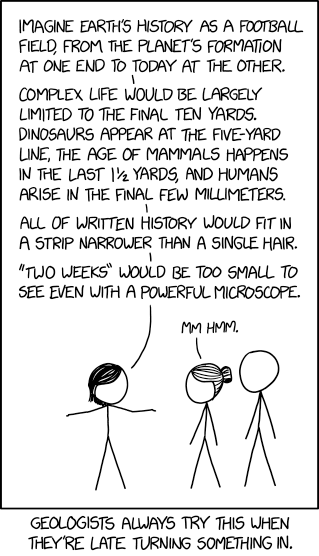 IMAGINE EARTH'S HISTORY AS A FOOTBALL
FIELD, FROM THE PLANET'S FORMATION
AT ONE END TO TODAY AT THE OTHER.
COMPLEX LIFE WOULD BE LARGELY
LIMITED TO THE FINAL TEN YARDS.
DINOSAURS APPEAR AT THE FIVE-YARD
LINE, THE AGE OF MAMMALS HAPPENS
IN THE LAST 1½ YARDS, AND HUMANS
ARISE IN THE FINAL FEW MILLIMETERS.
ALL OF WRITTEN HISTORY WOULD FIT IN
A STRIP NARROWER THAN A SINGLE HAIR.
"TWO WEEKS" WOULD BE TOO SMALL TO
SEE EVEN WITH A POWERFUL MICROSCOPE.
MM HMM.
GEOLOGISTS ALWAYS TRY THIS WHEN
THEY'RE LATE TURNING SOMETHING IN.